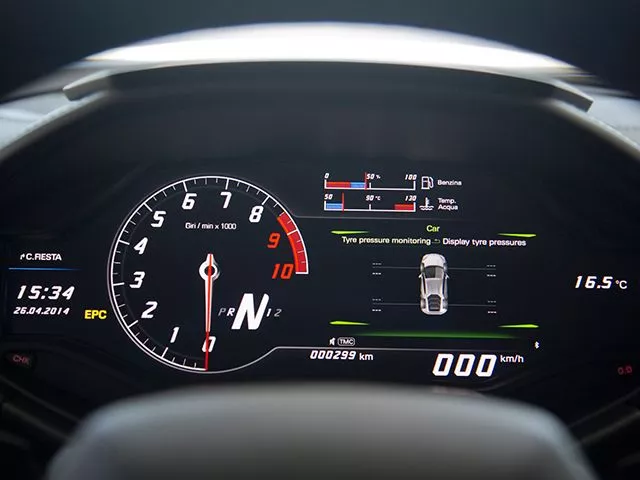 0 50 % 100
Benzina
50 90 °C 130
Temp.
Acqua
Car
Tyre pressure monitoring Display tyre pressures
-- --
-- --
-- --
-- --
0 1 2 3 4 5 6 7 8 9 10
Giri / min x 1000
P R N 1 2
C.FIESTA
15:34
26.04.2014
EPC
16.5 °C
TMC
000299 km
000 km/h